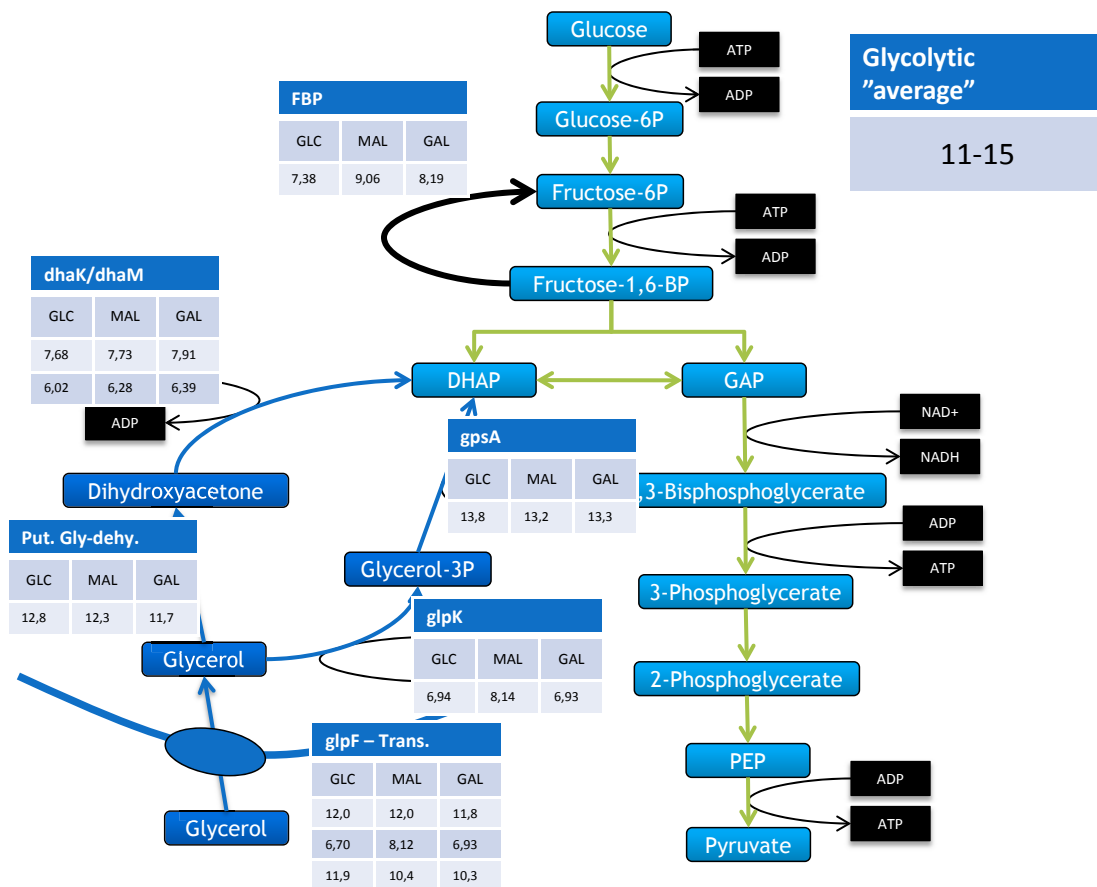 Glucose
ATP
ADP
Glycolytic
”average”
11-15
FBP
GLC MAL GAL
7,38 9,06 8,19
Glucose-6P
Fructose-6P
ATP
ADP
Fructose-1,6-BP
dhaK/dhaM
GLC MAL GAL
7,68 7,73 7,91
6,02 6,28 6,39
ADP
DHAP
GAP
NAD+
NADH
gpsA
GLC MAL GAL
13,8 13,2 13,3
Dihydroxyacetone
,3-Bisphosphoglycerate
ADP
ATP
Put. Gly-dehy.
GLC MAL GAL
12,8 12,3 11,7
Glycerol-3P
3-Phosphoglycerate
glpK
GLC MAL GAL
6,94 8,14 6,93
Glycerol
2-Phosphoglycerate
glpF – Trans.
GLC MAL GAL
12,0 12,0 11,8
6,70 8,12 6,93
11,9 10,4 10,3
Glycerol
PEP
ADP
ATP
Pyruvate